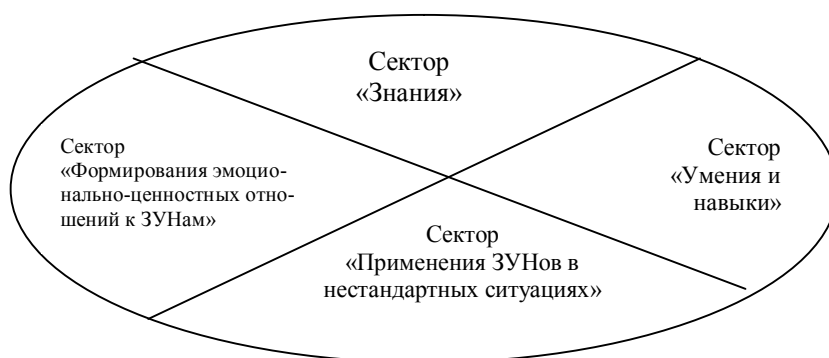 Сектор
«Знания»
Сектор
«Формирования эмоцио-
нально-ценностных отно-
шений к ЗУНам»
Сектор
«Умения и
навыки»
Сектор
«Применения ЗУНов в
нестандартных ситуациях»